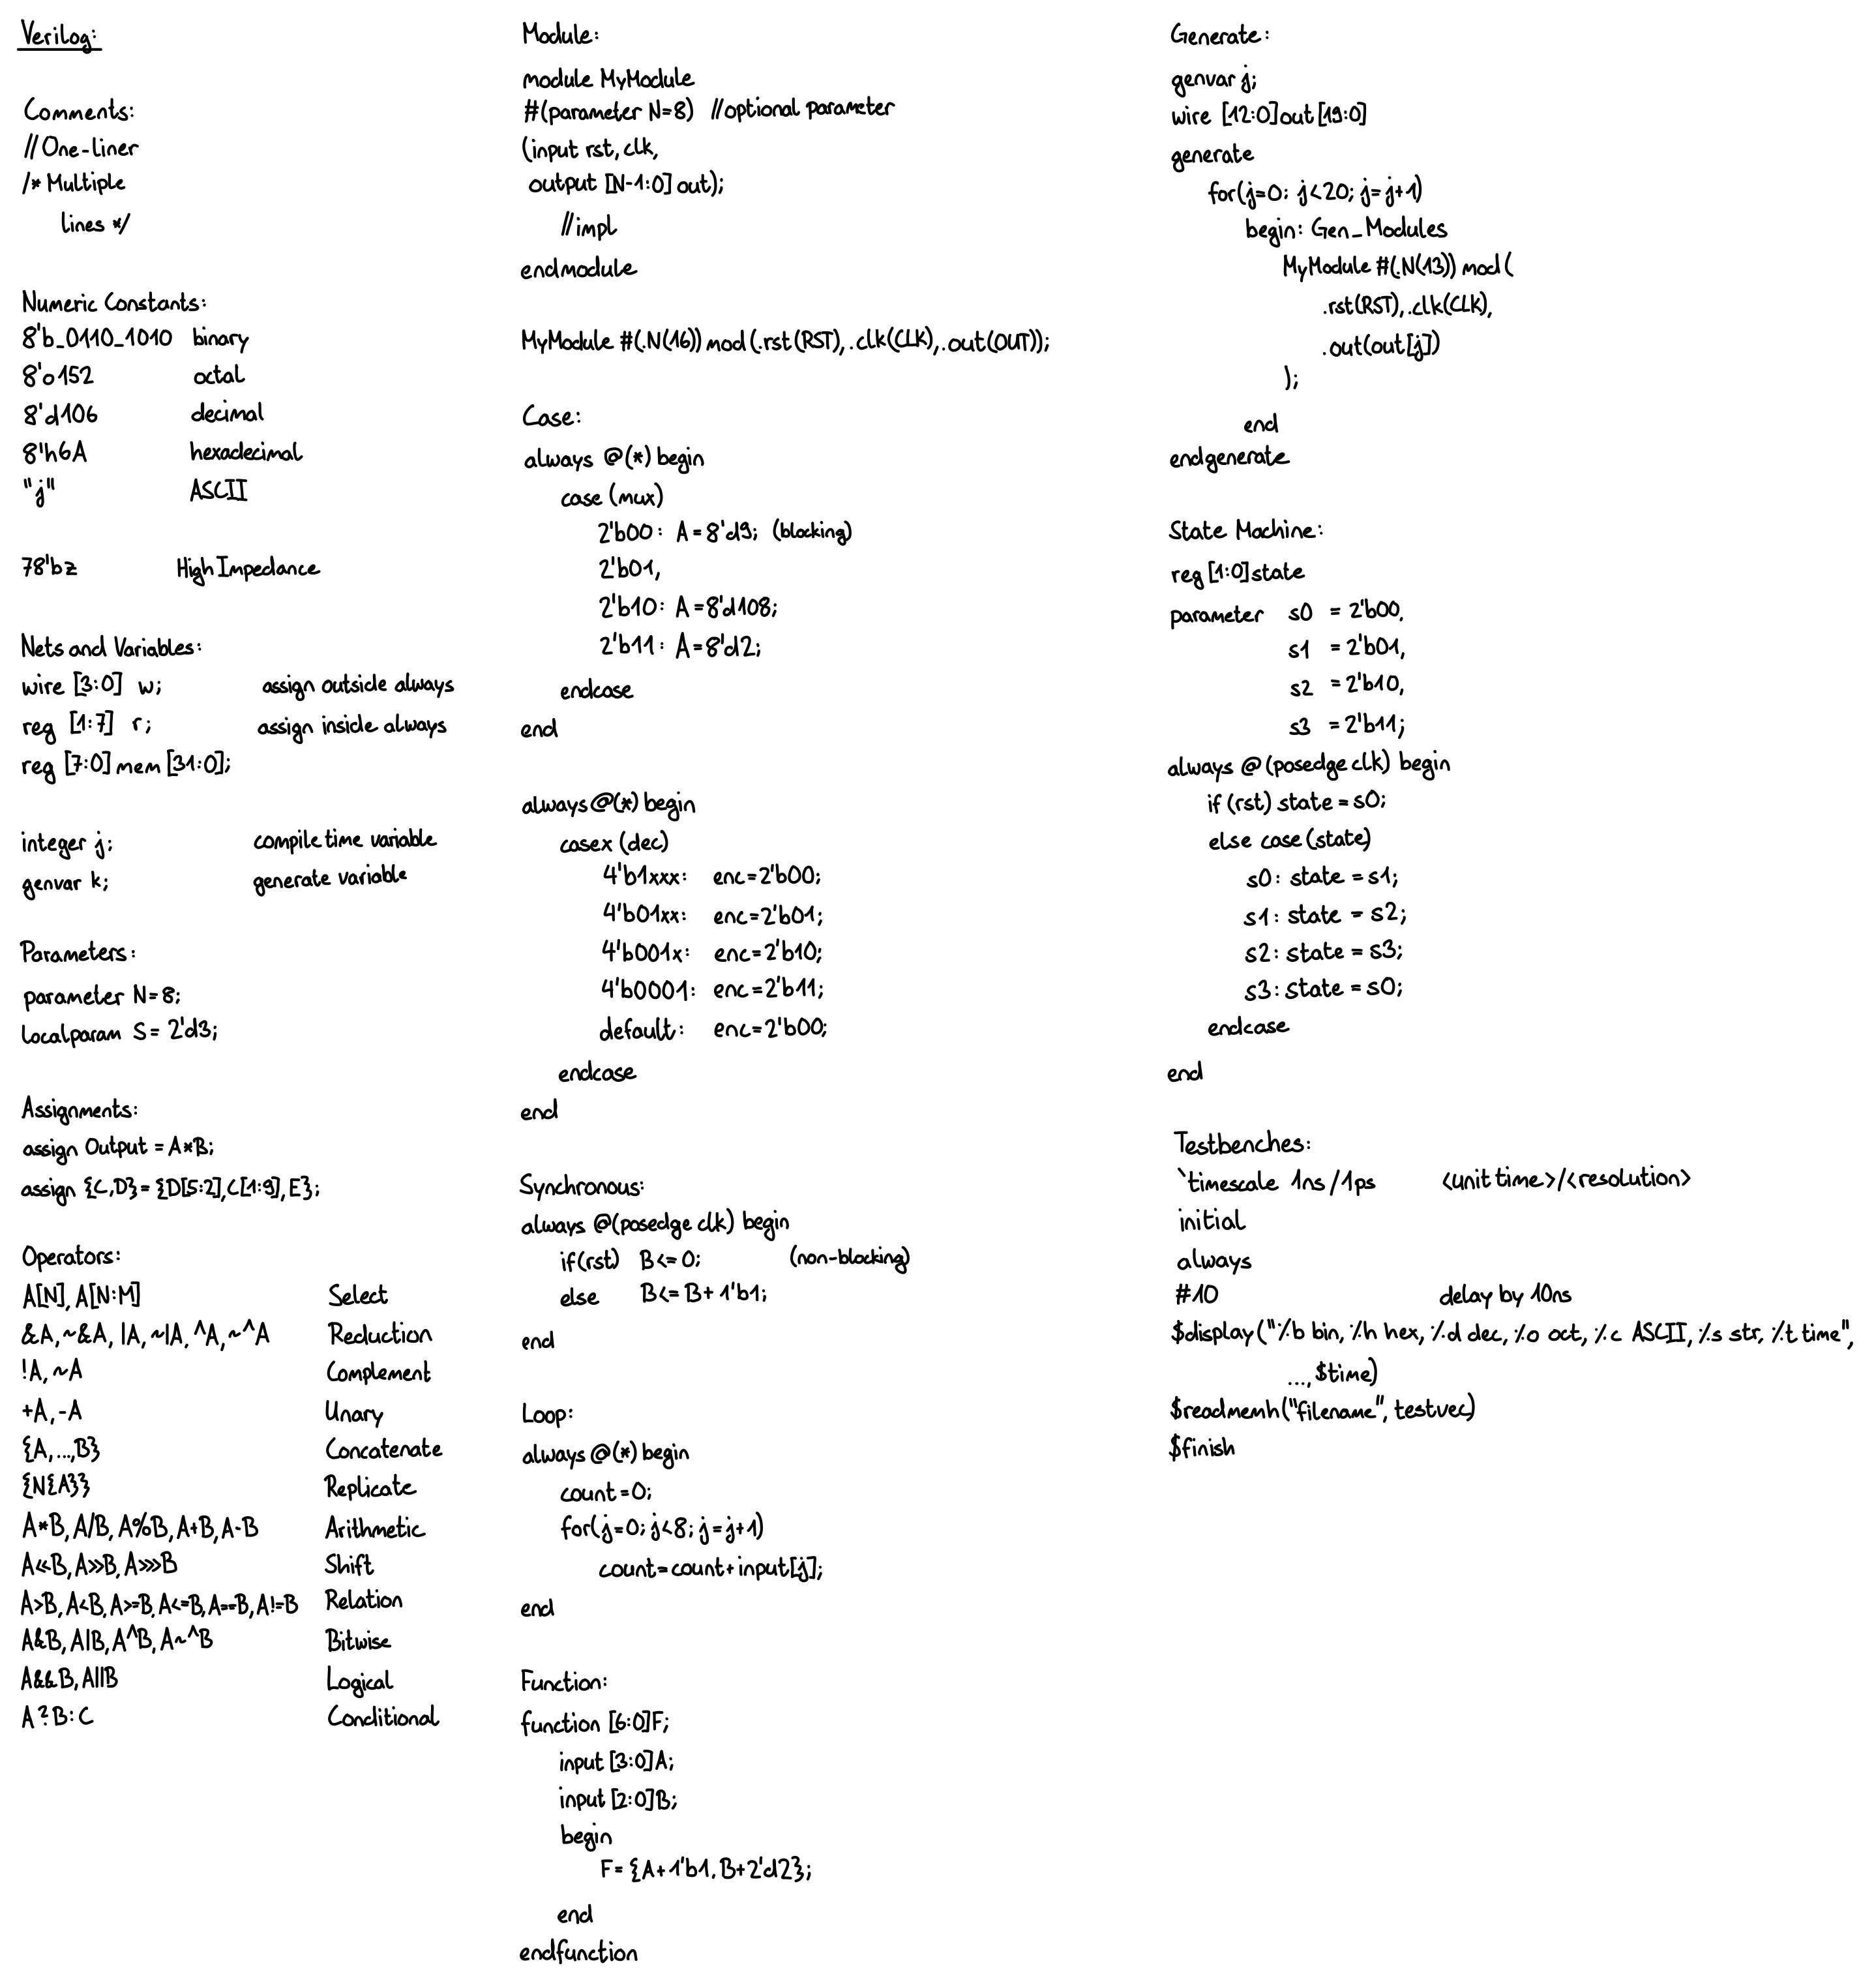 Verilog:
Comments:
//One-liner
/* Multiple
lines */
Numeric Constants:
8'b_0110_1010 binary
8'o152 octal
8'd106 decimal
8'h6A hexadecimal
"j" ASCII
78'bz High Impedance
Nets and Variables:
wire [3:0] w; assign outside always
reg [1:7] r; assign inside always
reg [7:0] mem [31:0];
integer j; compile time variable
genvar k; generate variable
Parameters:
parameter N=8;
localparam S = 2'd3;
Assignments:
assign Output = A*B;
assign {C,D} = {D[5:2],C[1:9],E};
Operators:
A[N], A[N:M] Select
&A, ~&A, |A, ~|A, ^A, ~^A Reduction
!A, ~A Complement
+A, -A Unary
{A,...,B} Concatenate
{N{A}} Replicate
A*B, A/B, A%B, A+B, A-B Arithmetic
A<<B, A>>B, A>>>B Shift
A>B, A<B, A>=B, A<=B, A==B, A!=B Relation
A&B, A|B, A^B, A~^B Bitwise
A&&B, A||B Logical
A?B:C Conditional
Module:
module MyModule
#(parameter N=8) //optional parameter
(input rst, clk,
output [N-1:0] out);
//impl
endmodule
MyModule #(.N(16)) mod (.rst(RST), .clk(CLK), .out(OUT));
Case:
always @(*) begin
case (mux)
2'b00: A = 8'd9; (blocking)
2'b01,
2'b10: A = 8'd108;
2'b11: A = 8'd2;
endcase
end
always @(*) begin
casex (dec)
4'b1xxx: enc=2'b00;
4'b01xx: enc=2'b01;
4'b001x: enc=2'b10;
4'b0001: enc=2'b11;
default: enc=2'b00;
endcase
end
Synchronous:
always @(posedge clk) begin
if(rst) B<=0; (non-blocking)
else B<=B+1'b1;
end
Loop:
always @(*) begin
count=0;
for(j=0; j<8; j=j+1)
count=count+input[j];
end
Function:
function [6:0]F;
input [3:0]A;
input [2:0]B;
begin
F={A+1'b1, B+2'd2};
end
endfunction
Generate:
genvar j;
wire [12:0]out[19:0]
generate
for(j=0; j<20; j=j+1)
begin: Gen_Modules
MyModule #(.N(13)) mod (
.rst(RST), .clk(CLK),
.out(out[j])
);
end
endgenerate
State Machine:
reg [1:0]state
parameter s0 = 2'b00,
s1 = 2'b01,
s2 = 2'b10,
s3 = 2'b11;
always @(posedge clk) begin
if (rst) state = s0;
else case (state)
s0: state = s1;
s1: state = s2;
s2: state = s3;
s3: state = s0;
endcase
end
Testbenches:
`timescale 1ns/1ps <unit time>/<resolution>
initial
always
#10 delay by 10ns
$display("%b bin, %h hex, %d dec, %o oct, %c ASCII, %s str, %t time",
..., $time)
$readmemh("filename", testvec)
$finish